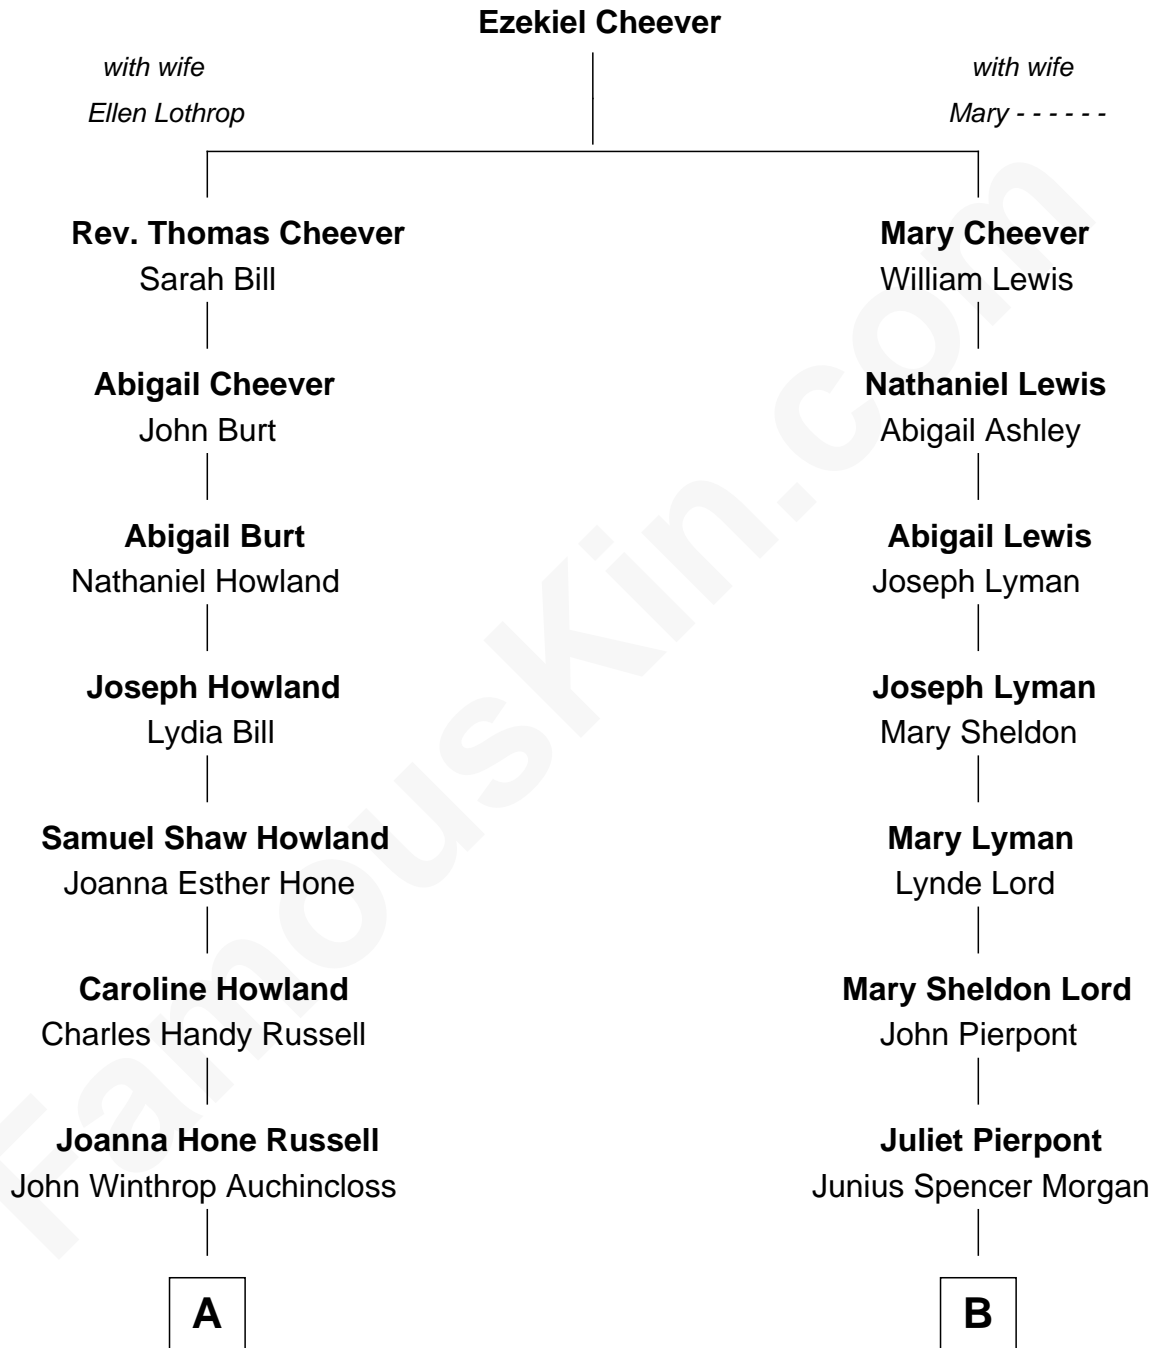 Ezekiel Cheever
with wife
Ellen Lothrop
with wife
Mary - - - - - -
Rev. Thomas Cheever
Sarah Bill
Mary Cheever
William Lewis
Abigail Cheever
John Burt
Nathaniel Lewis
Abigail Ashley
Abigail Burt
Nathaniel Howland
Abigail Lewis
Joseph Lyman
Joseph Howland
Lydia Bill
Joseph Lyman
Mary Sheldon
Samuel Shaw Howland
Joanna Esther Hone
Mary Lyman
Lynde Lord
Caroline Howland
Charles Handy Russell
Mary Sheldon Lord
John Pierpont
Joanna Hone Russell
John Winthrop Auchincloss
Juliet Pierpont
Junius Spencer Morgan
A
B
FamousKin.com